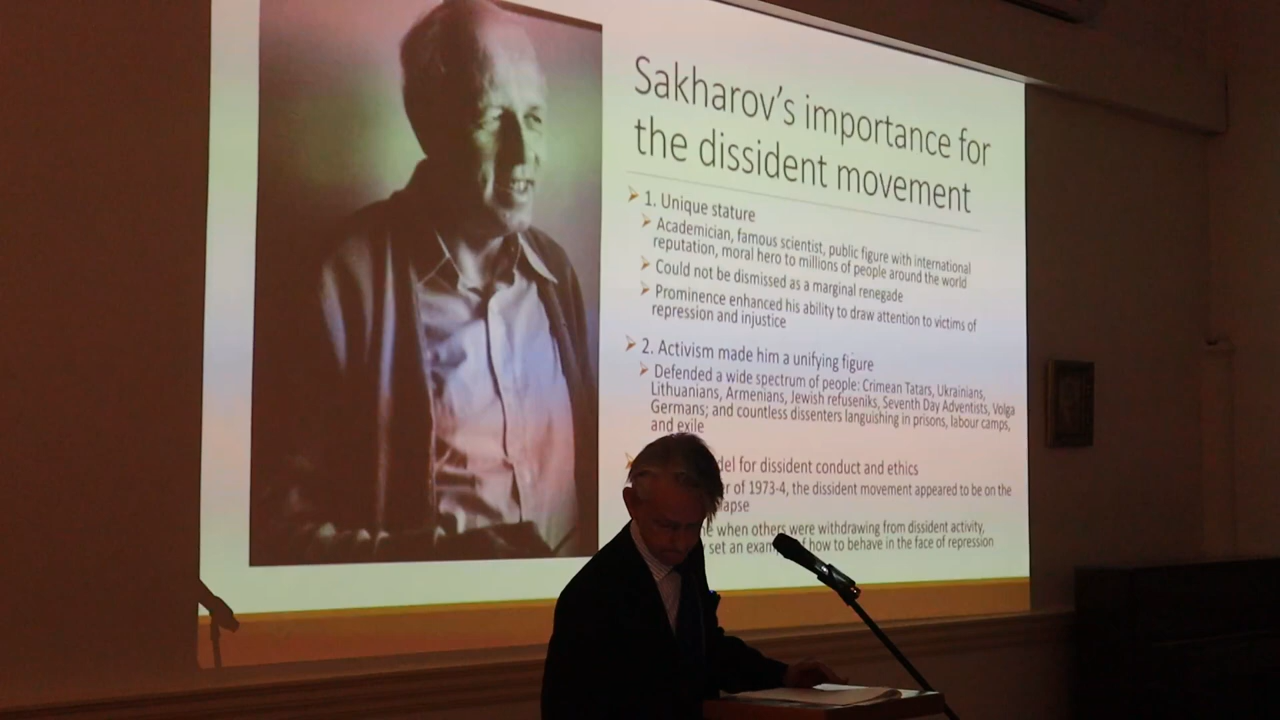 Sakharov's importance for
the dissident movement
1. Unique stature
Academician, famous scientist, public figure with international
reputation, moral hero to millions of people around the world
Could not be dismissed as a marginal renegade
Prominence enhanced his ability to draw attention to victims of
repression and injustice
2. Activism made him a unifying figure
Defended a wide spectrum of people: Crimean Tatars, Ukrainians,
Lithuanians, Armenians, Jewish refuseniks, Seventh Day Adventists, Volga
Germans; and countless dissenters languishing in prisons, labour camps,
and exile
for dissident conduct and ethics
of 1973-4, the dissident movement appeared to be on the
when others were withdrawing from dissident activity,
set an of how to behave in the face of repression